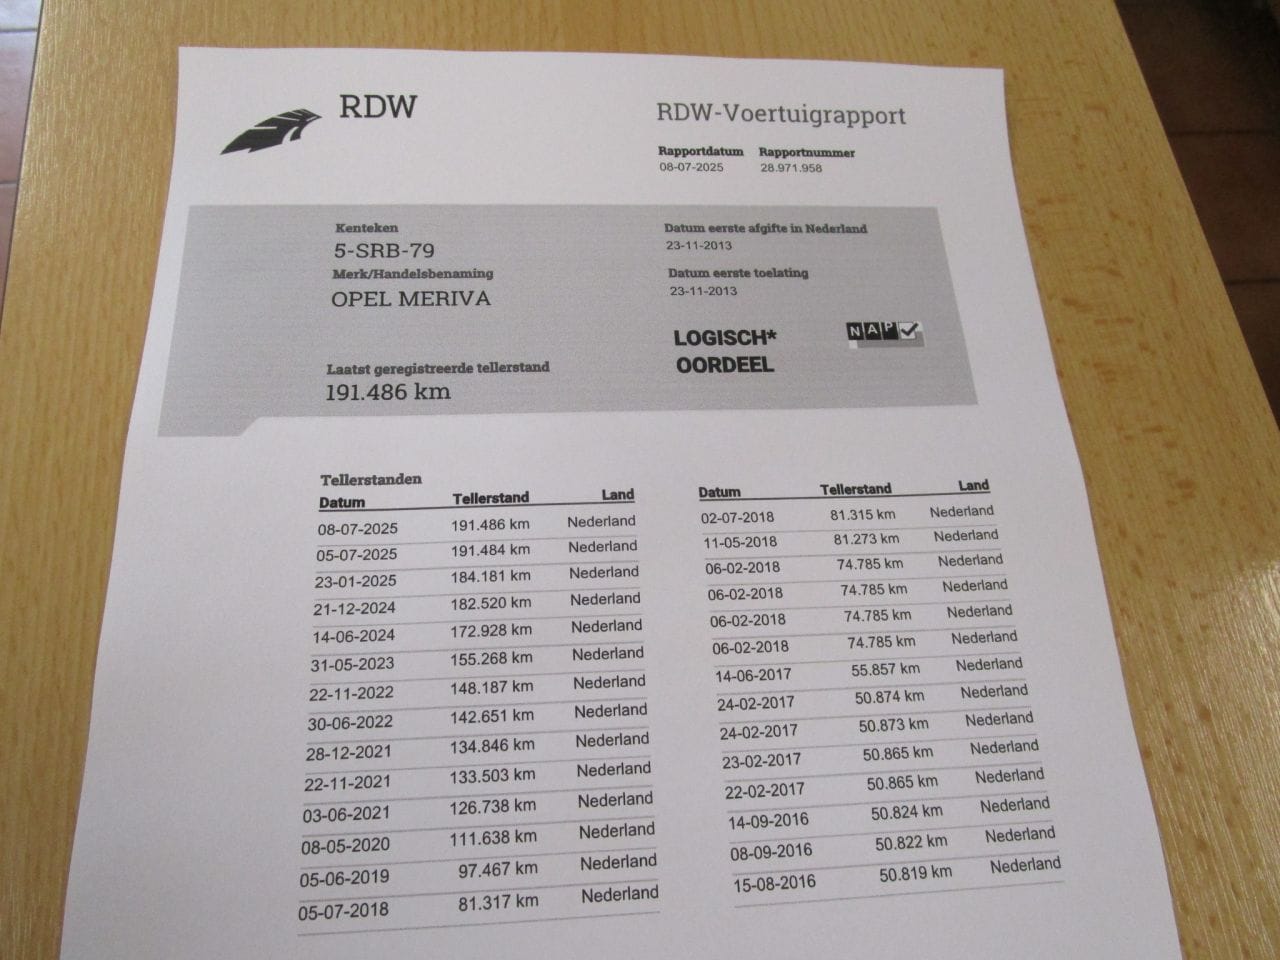 RDW
RDW-Voertuigrapport
Rapportdatum Rapportnummer
08-07-2025 28.971.958
Kenteken
5-SRB-79
Merk/Handelsbenaming
OPEL MERIVA
Laatst geregistreerde tellerstand
191.486 km
Datum eerste afgifte in Nederland
23-11-2013
Datum eerste toelating
23-11-2013
LOGISCH*
OORDEEL
NAP
Tellerstanden
Datum Tellerstand Land
08-07-2025 191.486 km Nederland
05-07-2025 191.484 km Nederland
23-01-2025 184.181 km Nederland
21-12-2024 182.520 km Nederland
14-06-2024 172.928 km Nederland
31-05-2023 155.268 km Nederland
22-11-2022 148.187 km Nederland
30-06-2022 142.651 km Nederland
28-12-2021 134.846 km Nederland
22-11-2021 133.503 km Nederland
03-06-2021 126.738 km Nederland
08-05-2020 111.638 km Nederland
05-06-2019 97.467 km Nederland
05-07-2018 81.317 km Nederland
Datum Tellerstand Land
02-07-2018 81.315 km Nederland
11-05-2018 81.273 km Nederland
06-02-2018 74.785 km Nederland
06-02-2018 74.785 km Nederland
06-02-2018 74.785 km Nederland
06-02-2018 74.785 km Nederland
14-06-2017 55.857 km Nederland
24-02-2017 50.874 km Nederland
24-02-2017 50.873 km Nederland
23-02-2017 50.865 km Nederland
22-02-2017 50.865 km Nederland
14-09-2016 50.824 km Nederland
08-09-2016 50.822 km Nederland
15-08-2016 50.819 km Nederland